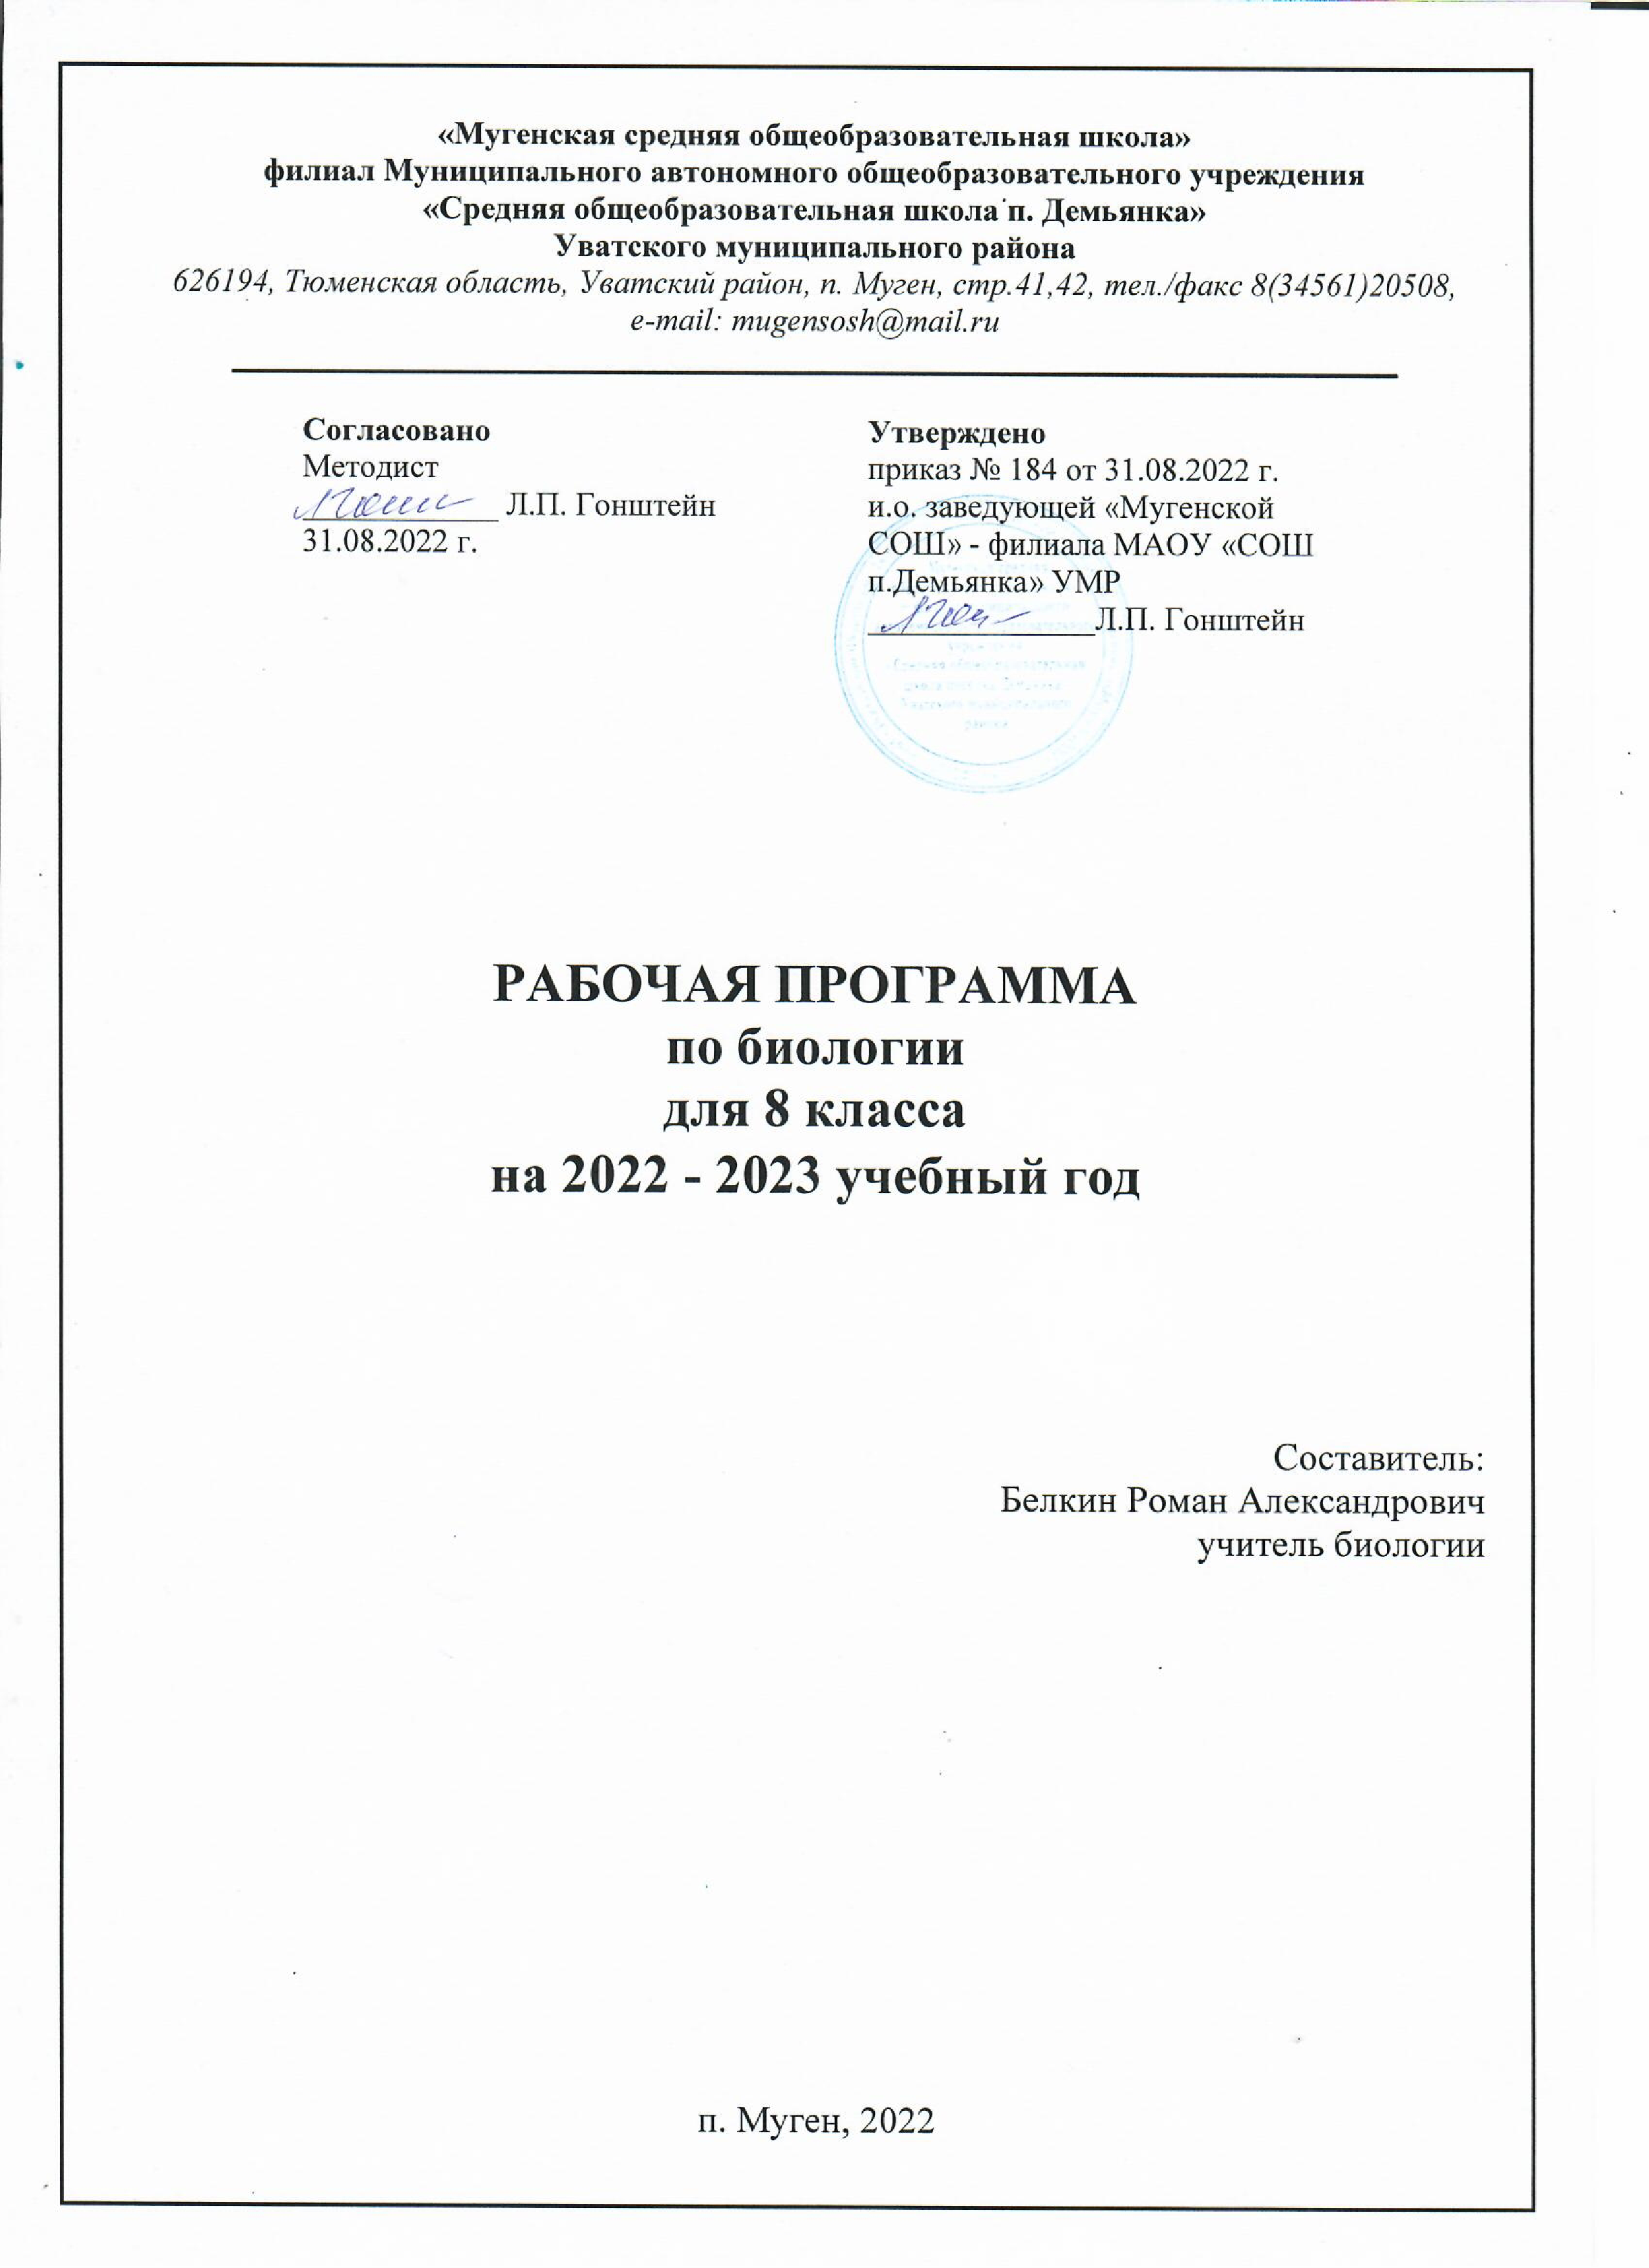 «Мугенская средняя общеобразовательная школа»
филиал Муниципального автономного общеобразовательного учреждения
«Средняя общеобразовательная школа п. Демьянка»
Уватского муниципального района
626194, Тюменская область, Уватский район, п. Муген, стр.41,42, тел./факс 8(34561)20508,
e-mail: mugensosh@mail.ru
Согласовано
Методист
Л.П. Гонштейн
31.08.2022 г.
Утверждено
приказ № 184 от 31.08.2022 г.
и.о. заведующей «Мугенской
СОШ» - филиала МАОУ «СОШ
п.Демьянка» УМР
Л.П. Гонштейн
РАБОЧАЯ ПРОГРАММА
по биологии
для 8 класса
на 2022 - 2023 учебный год
Составитель:
Белкин Роман Александрович
учитель биологии
п. Муген, 2022